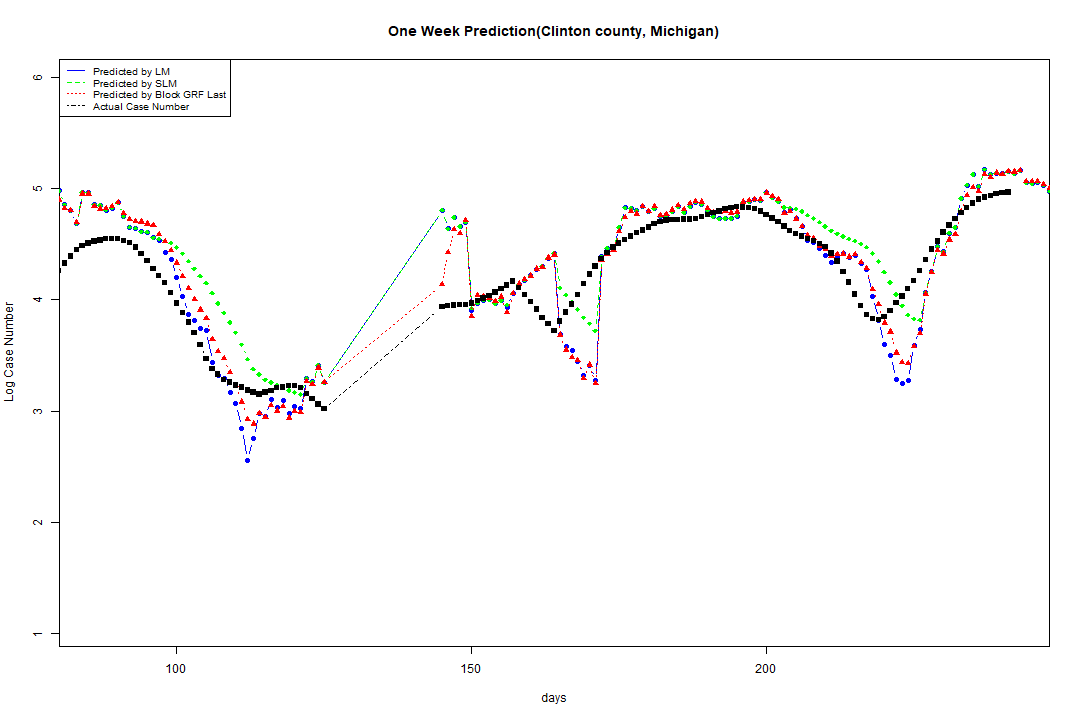 One Week Prediction(Clinton county, Michigan)
Predicted by LM
Predicted by SLM
Predicted by Block GRF Last
Actual Case Number
6
5
4
3
2
1
Log Case Number
100
150
200
days